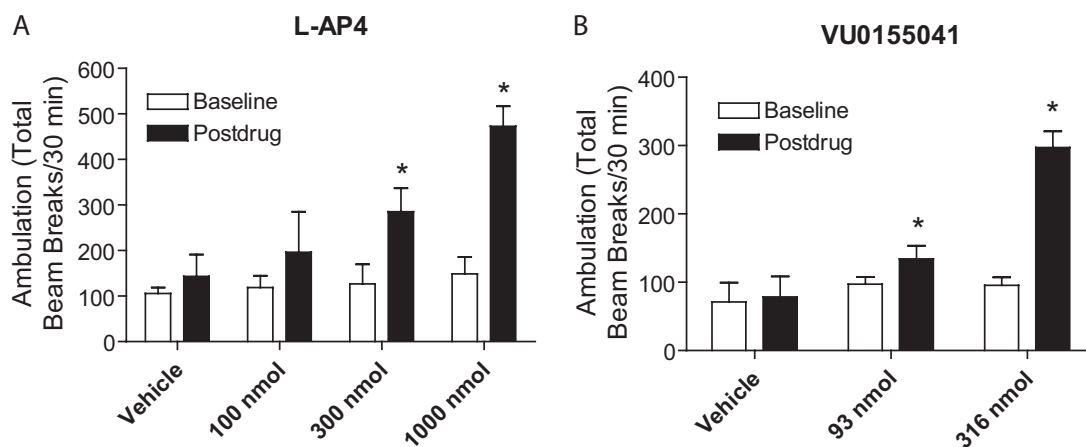 A
L-AP4
Ambulation (Total
Beam Breaks/30 min)
600
500
400
300
200
100
0
Baseline
Postdrug
*
*
Vehicle
100 nmol
300 nmol
1000 nmol
B
VU0155041
Ambulation (Total
Beam Breaks/30 min)
400
300
200
100
0
Baseline
Postdrug
*
*
Vehicle
93 nmol
316 nmol